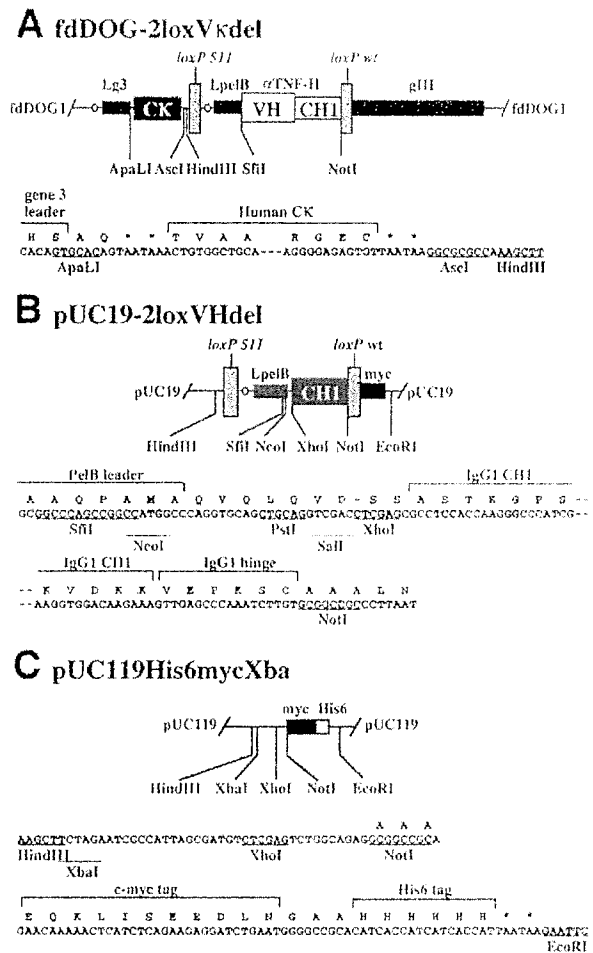 A fdDOG-2loxVκdel
loxP 511 loxP wt
Lg3 LpelB αTNF-H gIII
fdDOG1 CK VH CH1 fdDOG1
ApaLI AscI HindIII SfiI NotI
gene 3 leader Human CK
H S A Q * * T V A A R G E C * *
CACAGTGCACAGTAATAAACTGTGGCTGCA---AGGGGAGAGTGTTAATAAGGCGCGCCAAAGCTT
ApaLI AscI HindIII
B pUC19-2loxVHdel
loxP 511 loxP wt
LpelB myc
pUC19 CH1 pUC19
HindIII SfiI NcoI XhoI NotI EcoRI
PelB leader IgG1 CH1
A A Q P A M A Q V Q L Q V D - S S A S T K G P S --
GCGGCCCAGCCGGCCATGGCCCAGGTGCAGCTGCAGGTCGACCTCGAGCGCCTCCACCAAGGGCCCATCG--
SfiI PstI XhoI
NcoI SalI
IgG1 CH1 IgG1 hinge
-- K V D K K V E P K S C A A A L N
--AAGGTGGACAAGAAAGTTGAGCCCAAATCTTGTGCGGCCGCCCTTAAT
NotI
C pUC119His6mycXba
myc His6
pUC119 pUC119
HindIII XbaI XhoI NotI EcoRI
A A A
AAGCTTCTAGAATCGCCATTAGCGATGTCTCGAGTCTGGCAGAGGCGGCCGCA
HindIII XhoI NotI
XbaI
c-myc tag His6 tag
E Q K L I S E E D L N G A A H H H H H H * *
GAACAAAAACTCATCTCAGAAGAGGATCTGAATGGGGCCGCACATCACCATCATCACCATTAATAAGAATTC
EcoRI